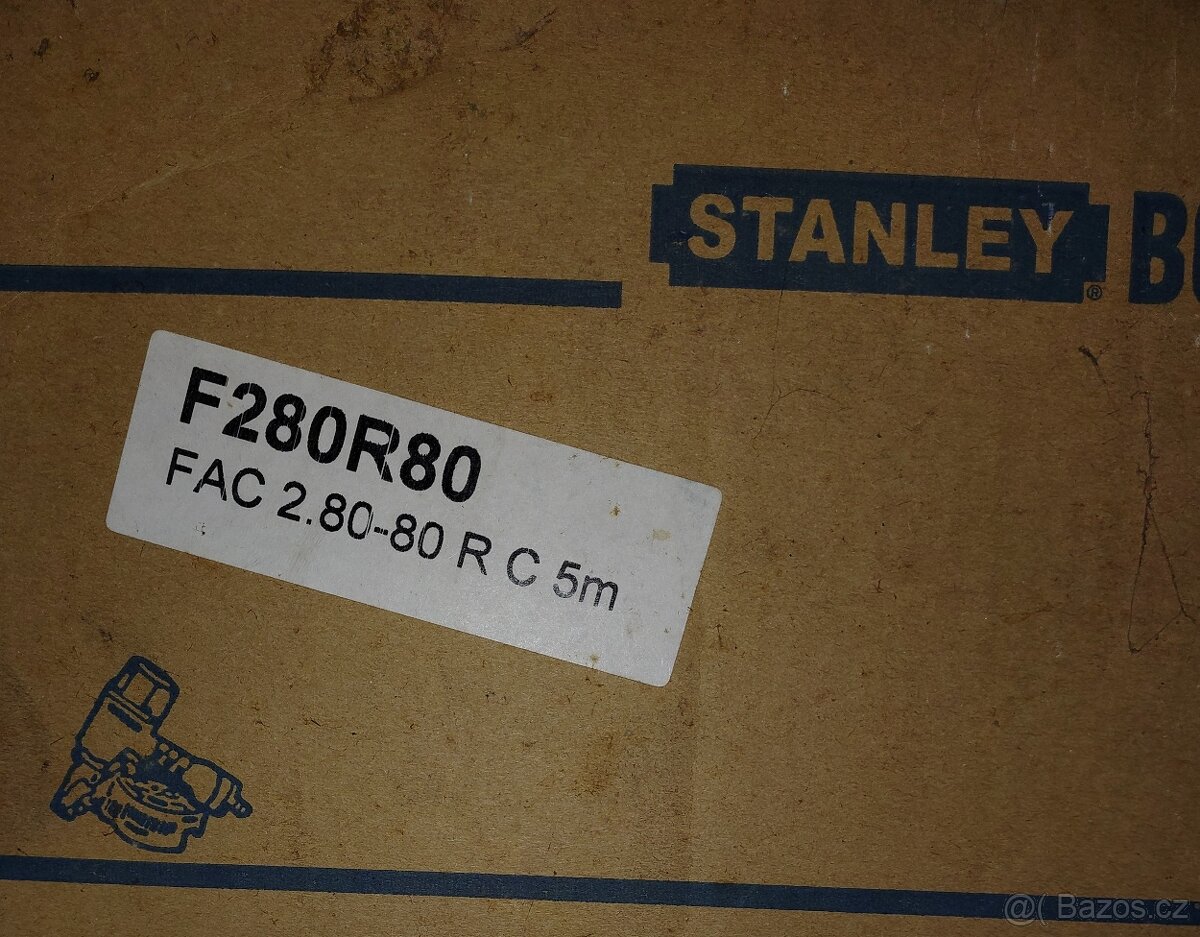 STANLEY ®
F280R80
FAC 2.80-80 R C 5m
@( Bazos.cz